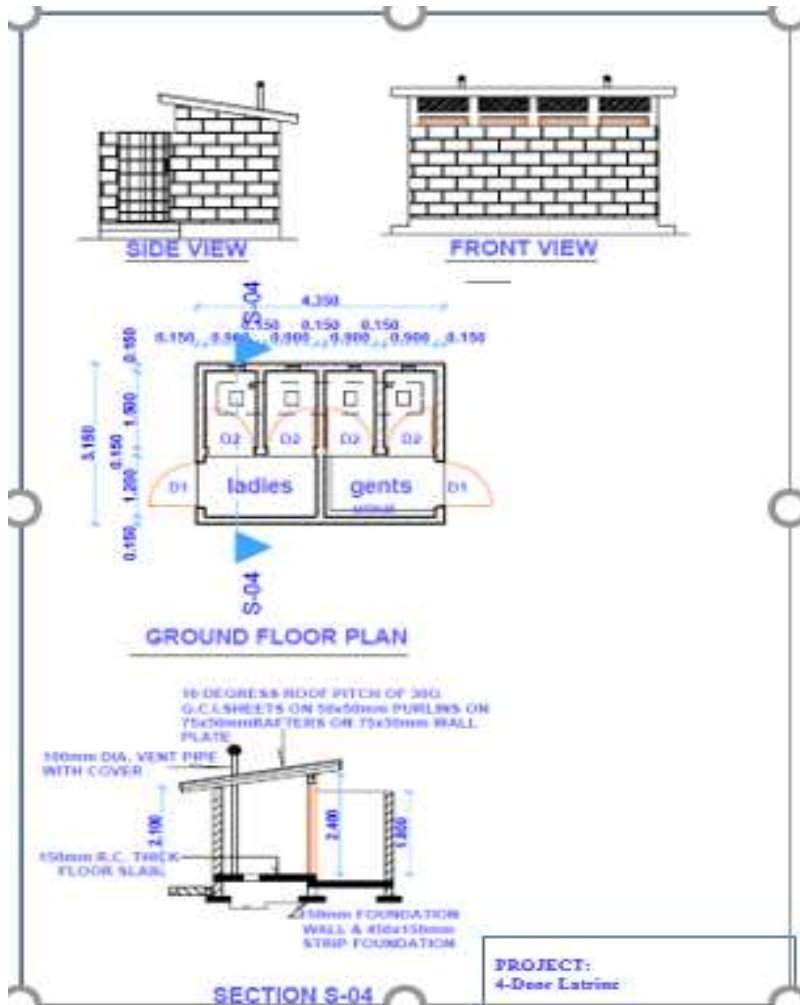 SIDE VIEW
FRONT VIEW
S-04
4.350
0.150 0.150 0.150
0.150 0.900 0.900 0.900 0.900 0.150
0.150
1.500
0.150
1.200
0.150
3.150
D2 D2 D2 D2
D1 ladies gents D1
S-04
GROUND FLOOR PLAN
10 DEGRESS ROOF PITCH OF 30G
G.C.I.SHEETS ON 50x50mm PURLINS ON
75x50mmRAFTERS ON 75x50mm WALL
PLATE
100mm DIA. VENT PIPE
WITH COVER
2.100
2.400
1.800
150mm R.C. THICK
FLOOR SLAB
150mm FOUNDATION
WALL & 450x150mm
STRIP FOUNDATION
SECTION S-04
PROJECT:
4-Door Latrine